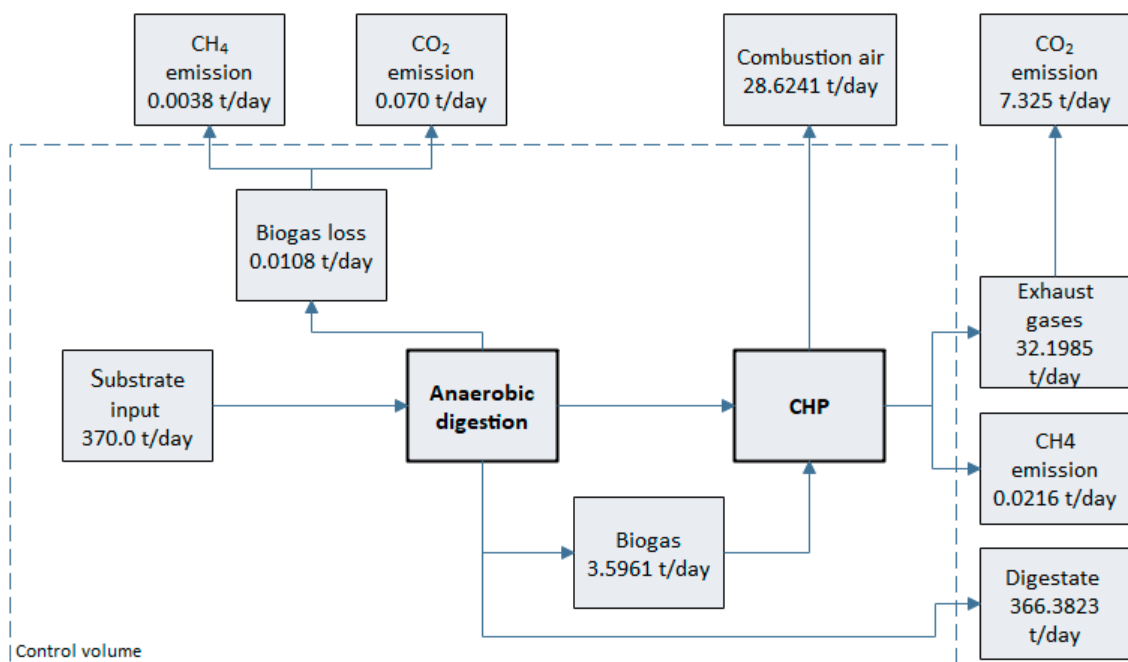 CH₄
emission
0.0038 t/day
CO₂
emission
0.070 t/day
Combustion air
28.6241 t/day
CO₂
emission
7.325 t/day
Biogas loss
0.0108 t/day
Exhaust
gases
32.1985
t/day
Substrate
input
370.0 t/day
Anaerobic
digestion
CHP
CH4
emission
0.0216 t/day
Biogas
3.5961 t/day
Digestate
366.3823
t/day
Control volume